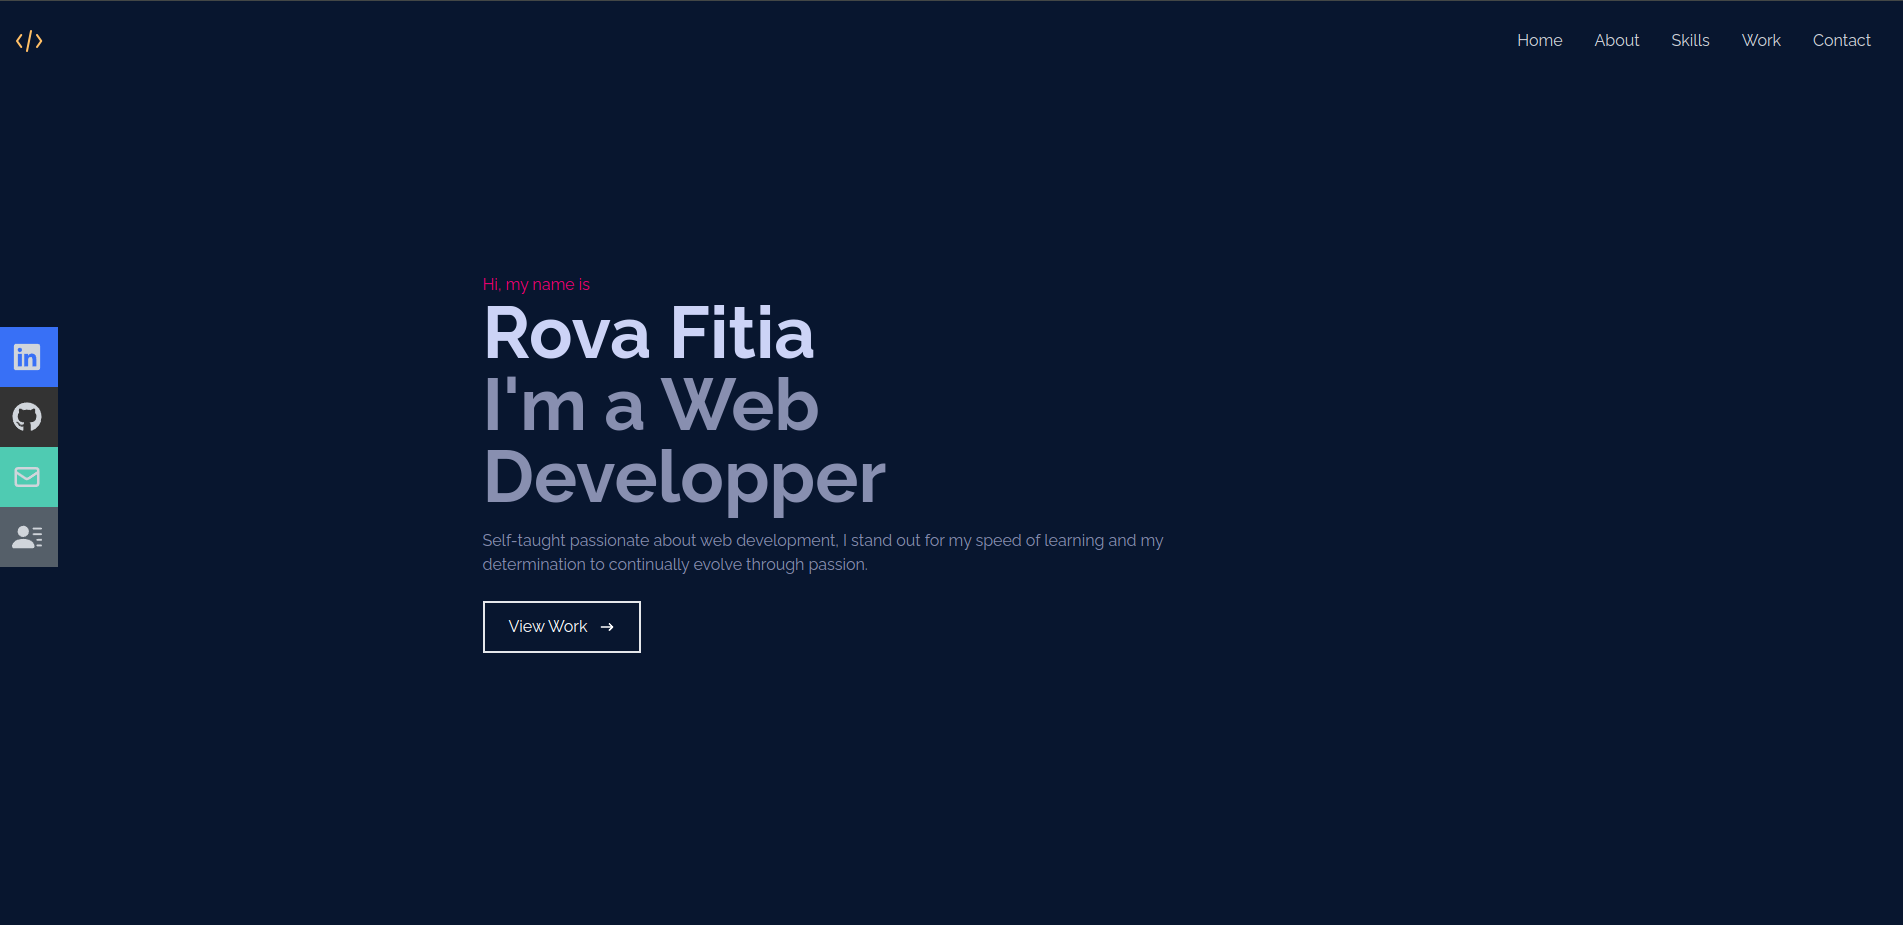 Home About Skills Work Contact
Hi, my name is
Rova Fitia
I'm a Web
Developper
Self-taught passionate about web development, I stand out for my speed of learning and my
determination to continually evolve through passion.
View Work →